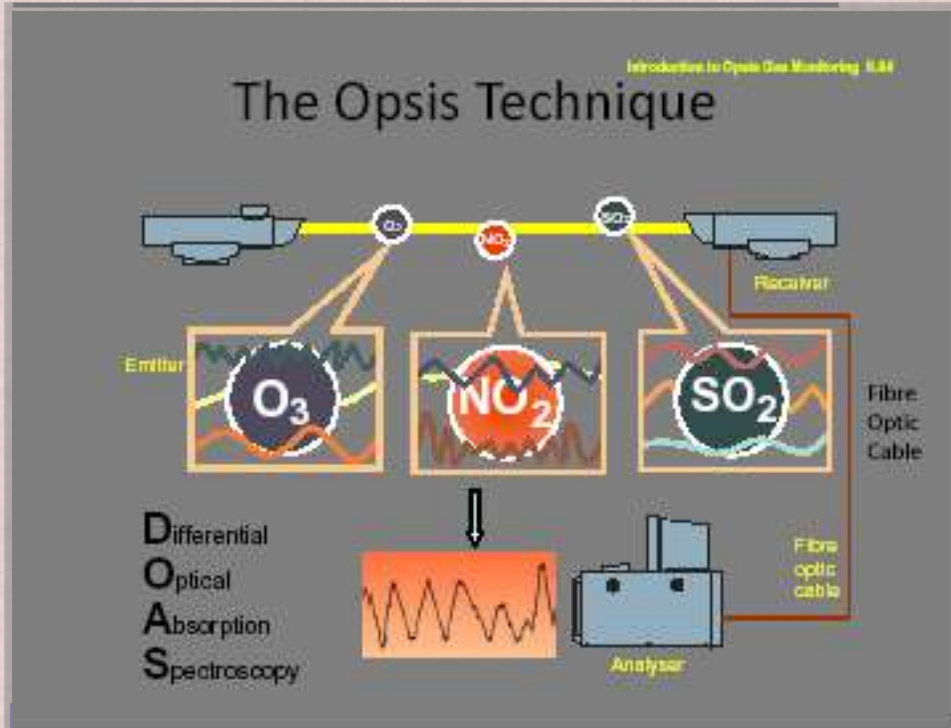 Introduction to Opsis Gas Monitoring
The Opsis Technique
O3
NO2
SO2
Receiver
Emitter
O3
NO2
SO2
Fibre
Optic
Cable
Differential
Optical
Absorption
Spectroscopy
Fibre
optic
cable
Analyser